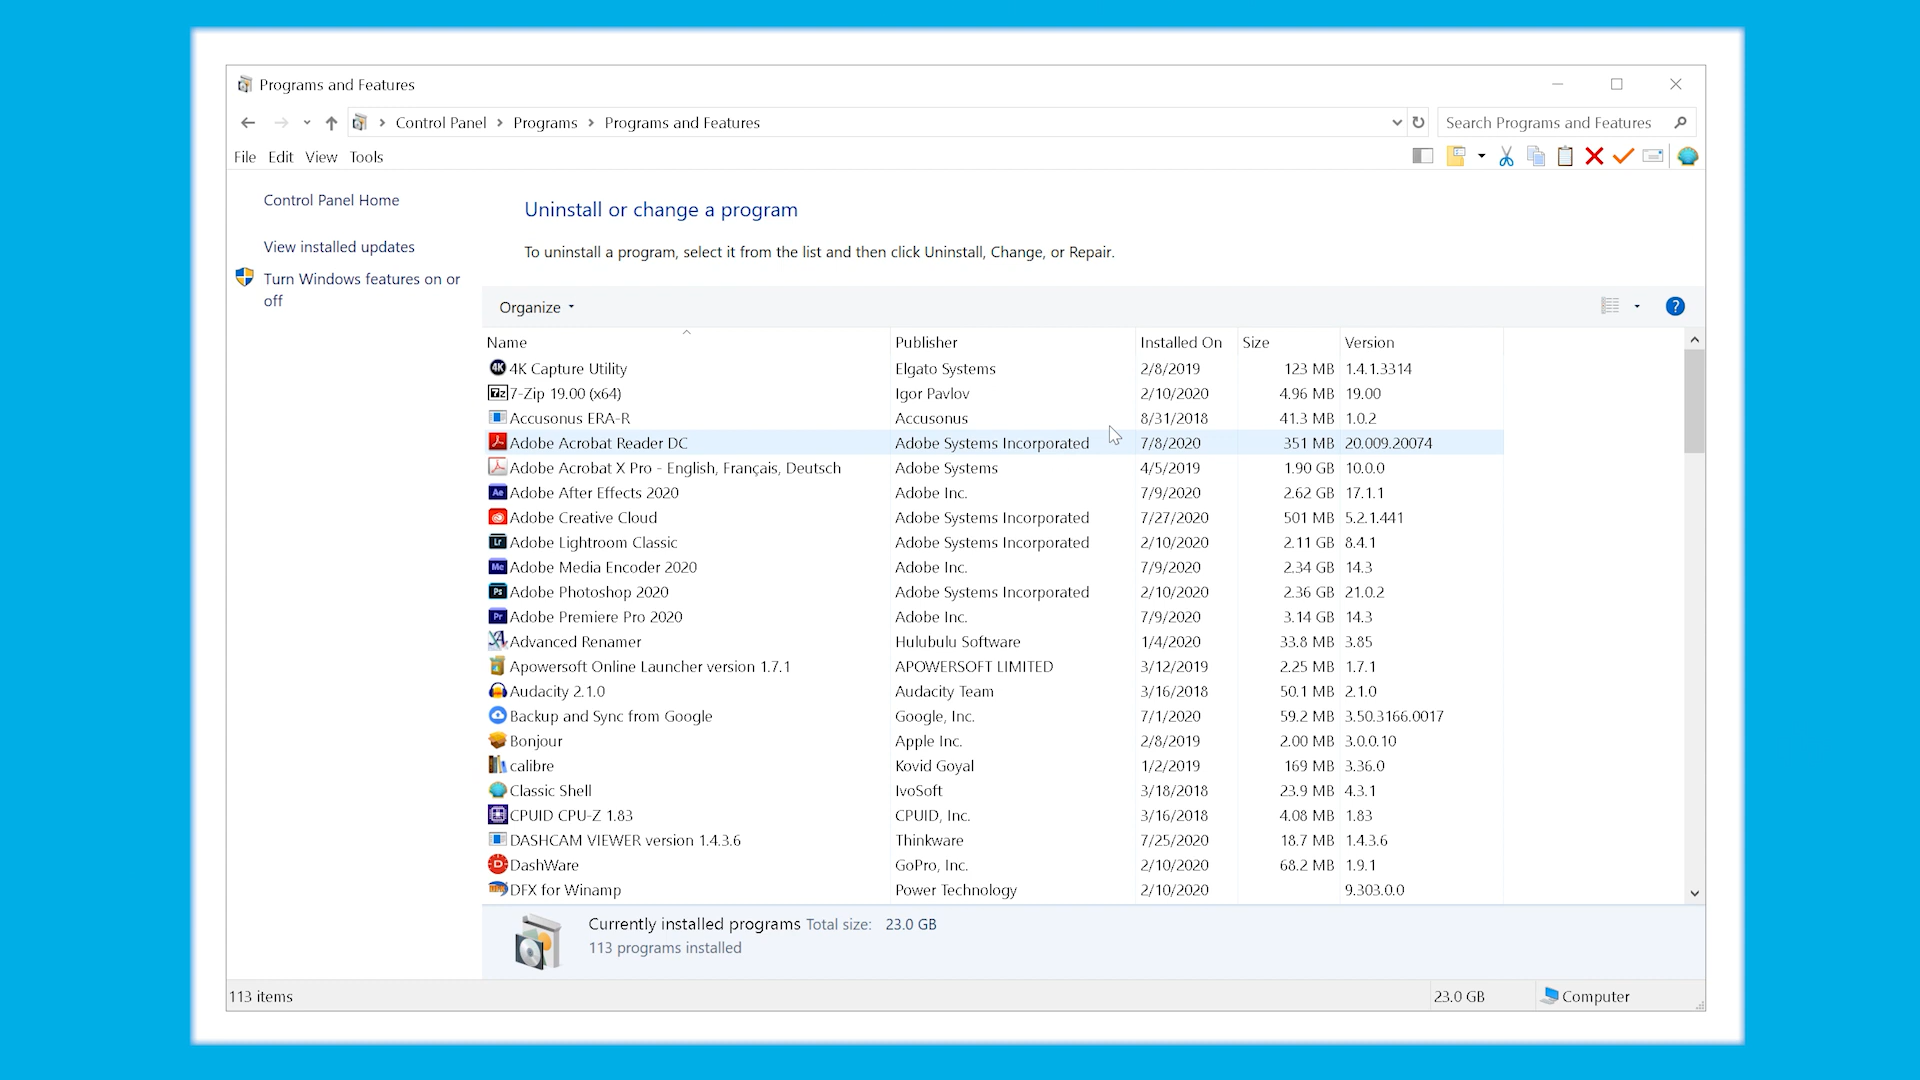 Programs and Features
Control Panel Programs Programs and Features
Search Programs and Features
File Edit View Tools
Control Panel Home
View installed updates
Turn Windows features on or
off
Uninstall or change a program
To uninstall a program, select it from the list and then click Uninstall, Change, or Repair.
Organize
?
Name Publisher Installed On Size Version
4K 4K Capture Utility Elgato Systems 2/8/2019 123 MB 1.4.1.3314
7z 7-Zip 19.00 (x64) Igor Pavlov 2/10/2020 4.96 MB 19.00
Accusonus ERA-R Accusonus 8/31/2018 41.3 MB 1.0.2
Adobe Acrobat Reader DC Adobe Systems Incorporated 7/8/2020 351 MB 20.009.20074
Adobe Acrobat X Pro - English, Français, Deutsch Adobe Systems 4/5/2019 1.90 GB 10.0.0
Ae Adobe After Effects 2020 Adobe Inc. 7/9/2020 2.62 GB 17.1.1
Adobe Creative Cloud Adobe Systems Incorporated 7/27/2020 501 MB 5.2.1.441
Lr Adobe Lightroom Classic Adobe Systems Incorporated 2/10/2020 2.11 GB 8.4.1
Me Adobe Media Encoder 2020 Adobe Inc. 7/9/2020 2.34 GB 14.3
Ps Adobe Photoshop 2020 Adobe Systems Incorporated 2/10/2020 2.36 GB 21.0.2
Pr Adobe Premiere Pro 2020 Adobe Inc. 7/9/2020 3.14 GB 14.3
Advanced Renamer Hulubulu Software 1/4/2020 33.8 MB 3.85
Apowersoft Online Launcher version 1.7.1 APOWERSOFT LIMITED 3/12/2019 2.25 MB 1.7.1
Audacity 2.1.0 Audacity Team 3/16/2018 50.1 MB 2.1.0
Backup and Sync from Google Google, Inc. 7/1/2020 59.2 MB 3.50.3166.0017
Bonjour Apple Inc. 2/8/2019 2.00 MB 3.0.0.10
calibre Kovid Goyal 1/2/2019 169 MB 3.36.0
Classic Shell IvoSoft 3/18/2018 23.9 MB 4.3.1
CPUID CPU-Z 1.83 CPUID, Inc. 3/16/2018 4.08 MB 1.83
DASHCAM VIEWER version 1.4.3.6 Thinkware 7/25/2020 18.7 MB 1.4.3.6
D DashWare GoPro, Inc. 2/10/2020 68.2 MB 1.9.1
DFX for Winamp Power Technology 2/10/2020 9.303.0.0
Currently installed programs Total size: 23.0 GB
113 programs installed
113 items 23.0 GB Computer